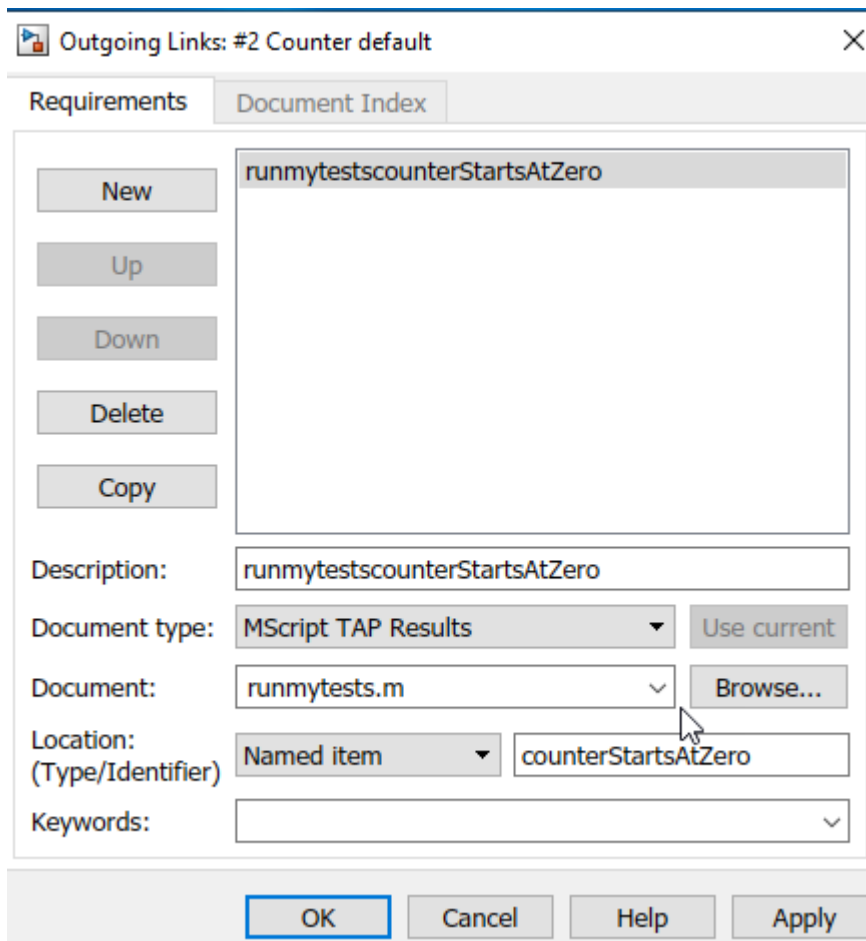 Outgoing Links: #2 Counter default
Requirements
Document Index
New
Up
Down
Delete
Copy
runmytestscounterStartsAtZero
Description:
runmytestscounterStartsAtZero
Document type:
MScript TAP Results
Use current
Document:
runmytests.m
Browse...
Location:
(Type/Identifier)
Named item
counterStartsAtZero
Keywords:
OK
Cancel
Help
Apply